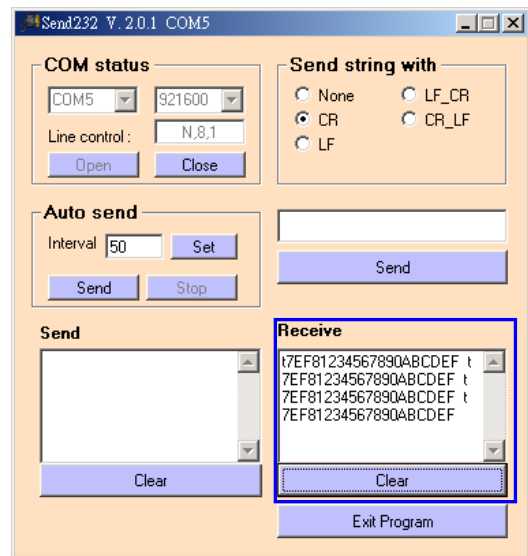 Send232 V. 2.0.1 COM5
COM status
COM5 921600
Line control : N,8,1
Open Close
Send string with
None LF_CR
CR CR_LF
LF
Auto send
Interval 50 Set
Send Stop
Send
Send
Clear
Receive
t7EF81234567890ABCDEF t
7EF81234567890ABCDEF t
7EF81234567890ABCDEF t
7EF81234567890ABCDEF
Clear
Exit Program